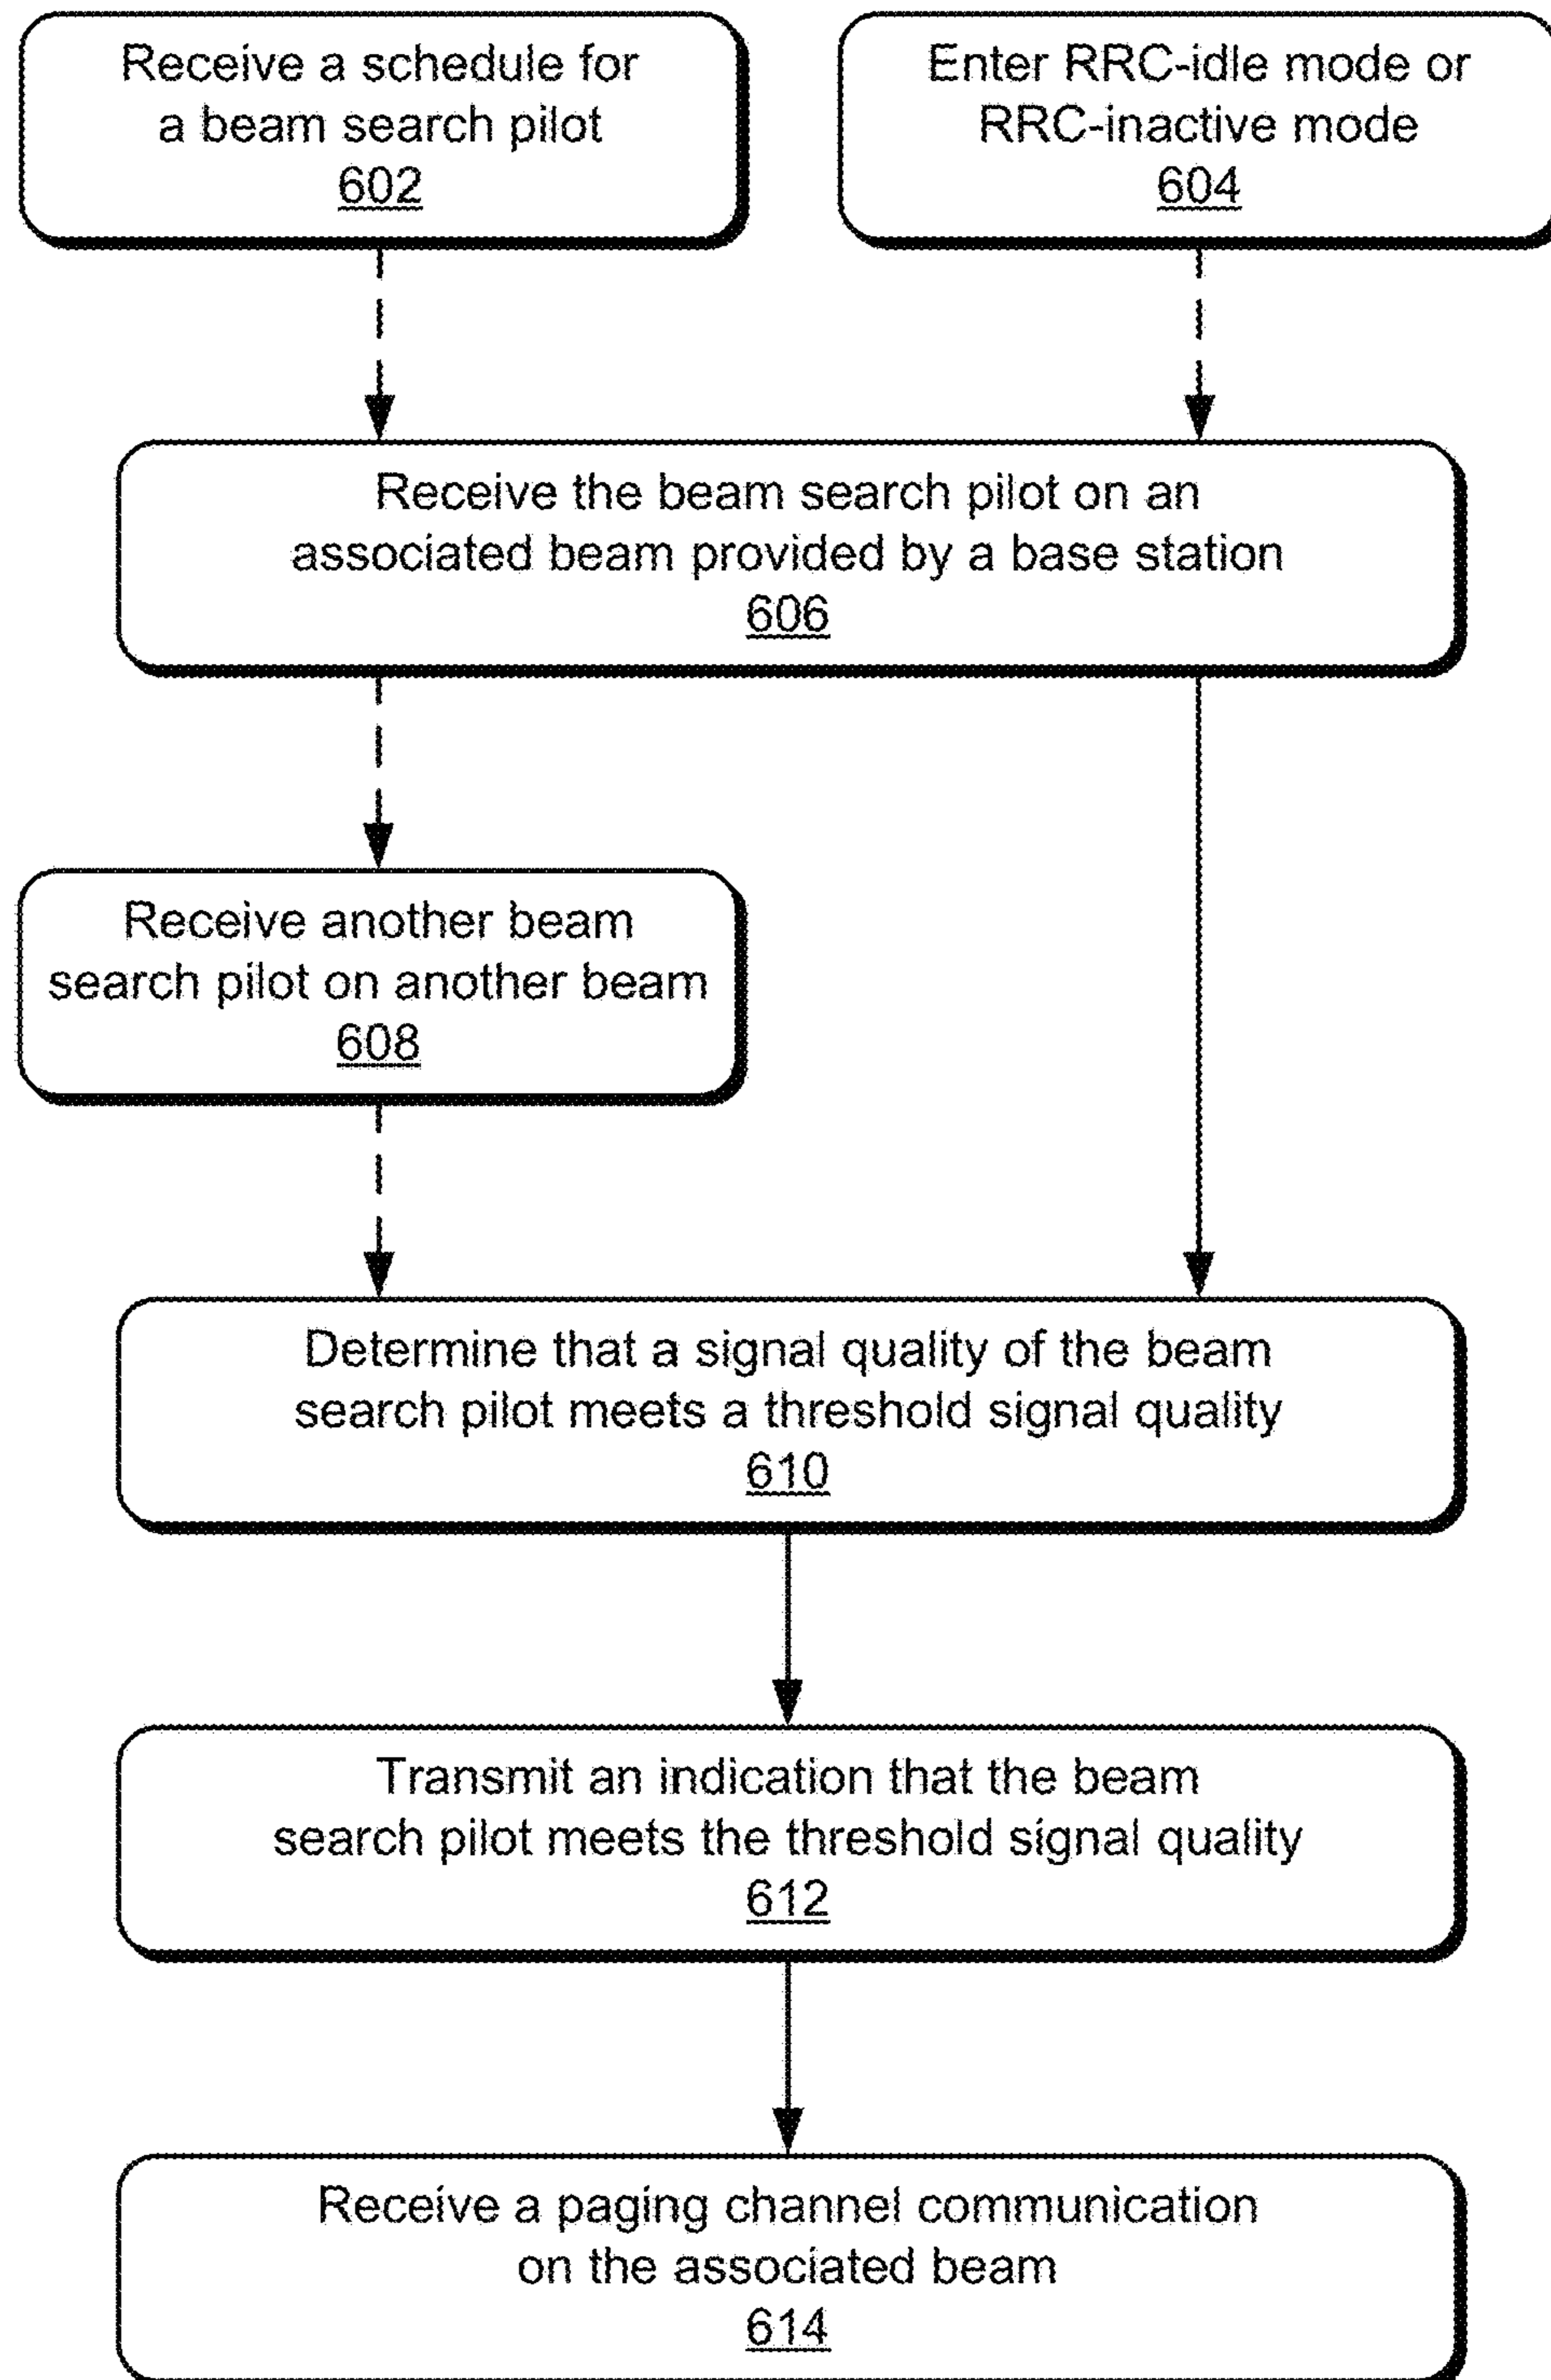 Receive a schedule for
a beam search pilot
602
Enter RRC-idle mode or
RRC-inactive mode
604
Receive the beam search pilot on an
associated beam provided by a base station
606
Receive another beam
search pilot on another beam
608
Determine that a signal quality of the beam
search pilot meets a threshold signal quality
610
Transmit an indication that the beam
search pilot meets the threshold signal quality
612
Receive a paging channel communication
on the associated beam
614